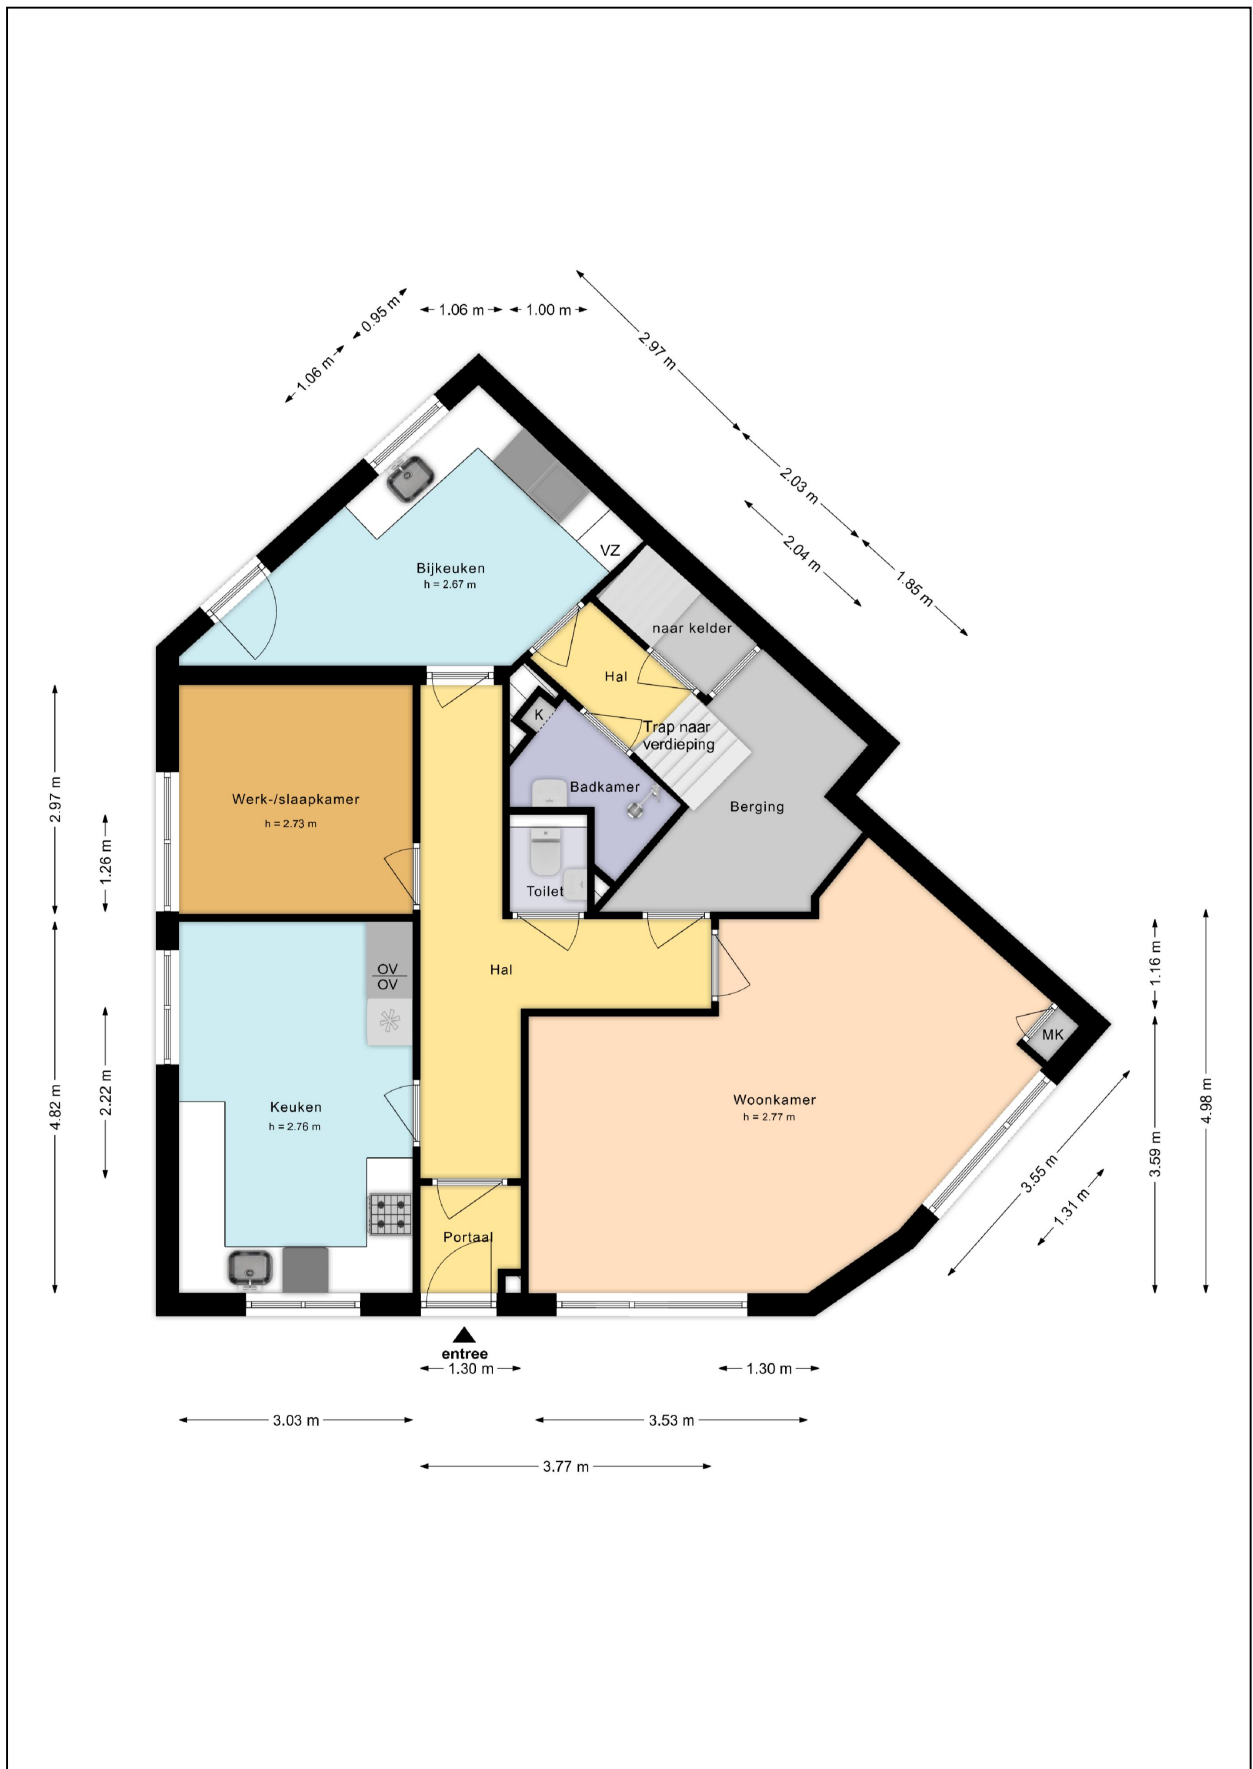 0.95 m
1.06 m
1.00 m
1.06 m
2.97 m
2.03 m
2.04 m
1.85 m
VZ
Bijkeuken
h = 2.67 m
naar kelder
Hal
K
Trap naar
verdieping
Badkamer
Berging
Werk-/slaapkamer
h = 2.73 m
2.97 m
1.26 m
Toilet
Hal
OV
OV
1.16 m
MK
Keuken
h = 2.76 m
Woonkamer
h = 2.77 m
4.82 m
2.22 m
4.98 m
3.59 m
3.55 m
1.31 m
Portaal
entree
1.30 m
1.30 m
3.03 m
3.53 m
3.77 m